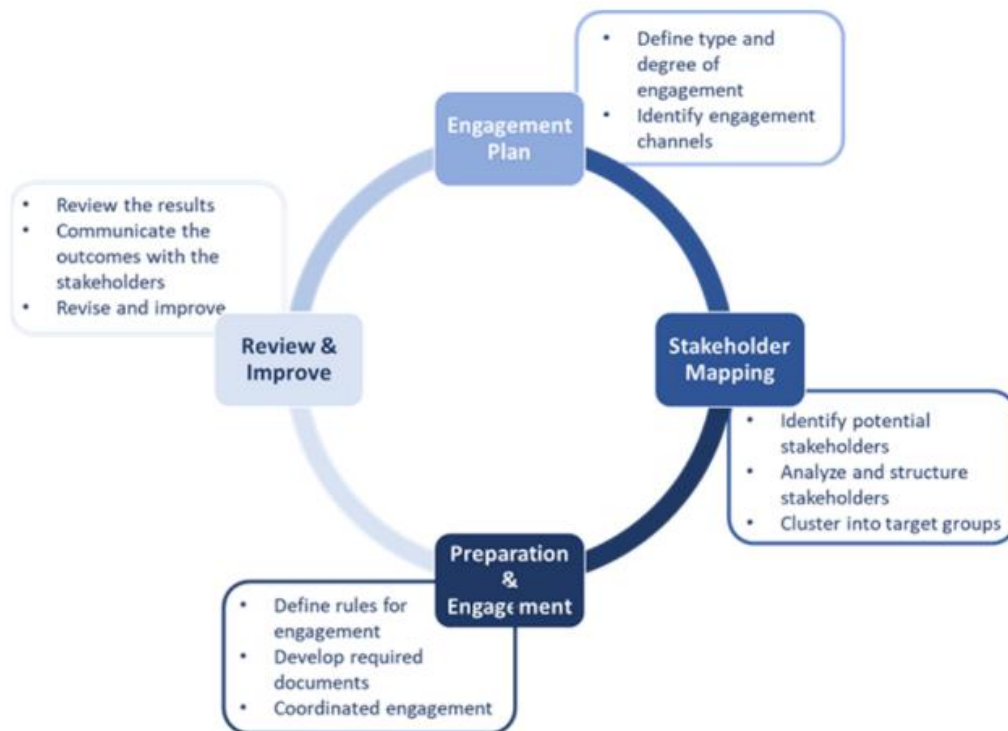 • Define type and
degree of
engagement
• Identify engagement
channels
Engagement
Plan
• Review the results
• Communicate the
outcomes with the
stakeholders
• Revise and improve
Review &
Improve
Stakeholder
Mapping
• Identify potential
stakeholders
• Analyze and structure
stakeholders
• Cluster into target groups
Preparation
&
Engagement
• Define rules for
engagement
• Develop required
documents
• Coordinated engagement